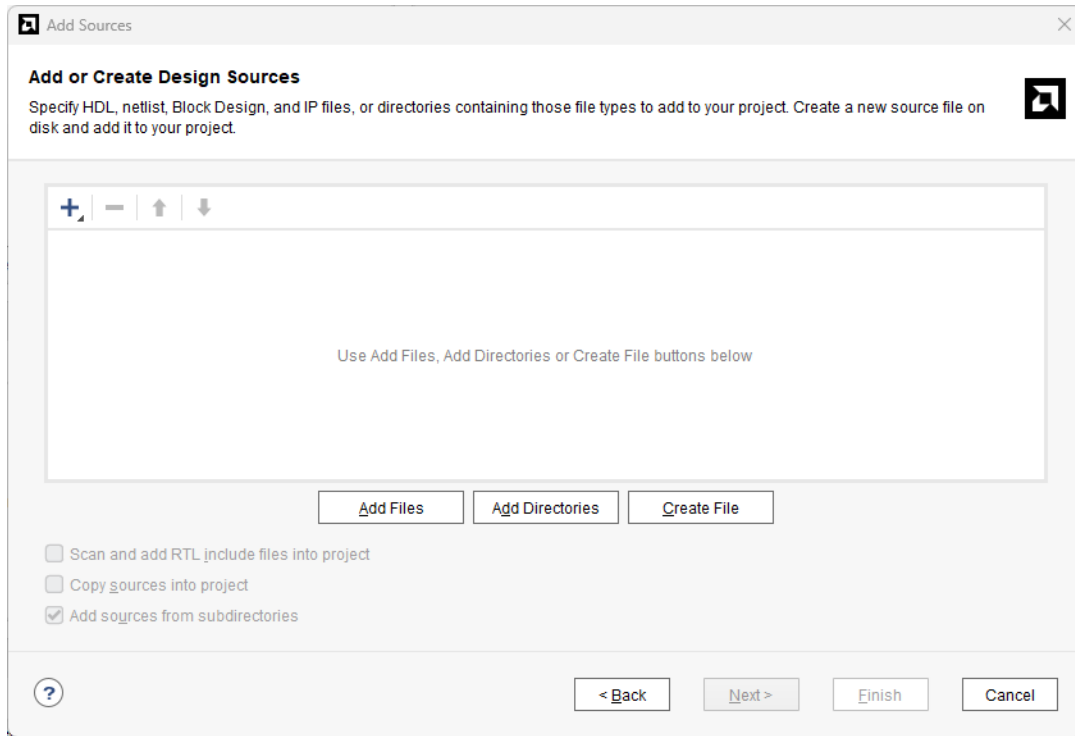 Add Sources
Add or Create Design Sources
Specify HDL, netlist, Block Design, and IP files, or directories containing those file types to add to your project. Create a new source file on
disk and add it to your project.
Use Add Files, Add Directories or Create File buttons below
Add Files
Add Directories
Create File
Scan and add RTL include files into project
Copy sources into project
Add sources from subdirectories
?
< Back
Next >
Finish
Cancel